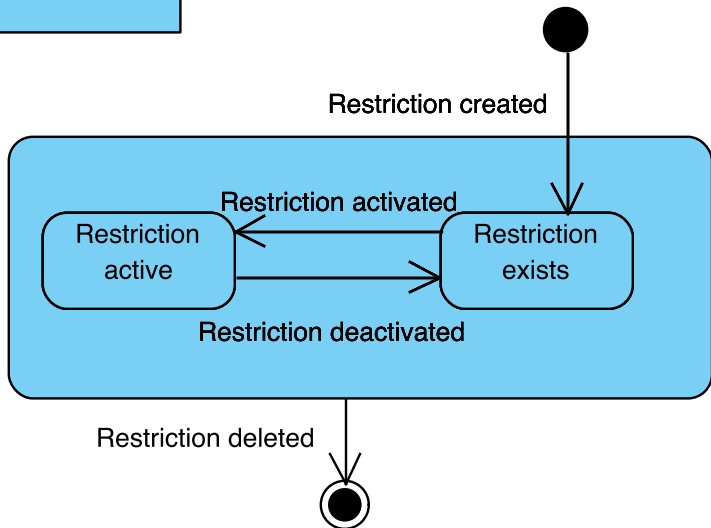 Restriction created
Restriction activated
Restriction
active
Restriction
exists
Restriction deactivated
Restriction deleted